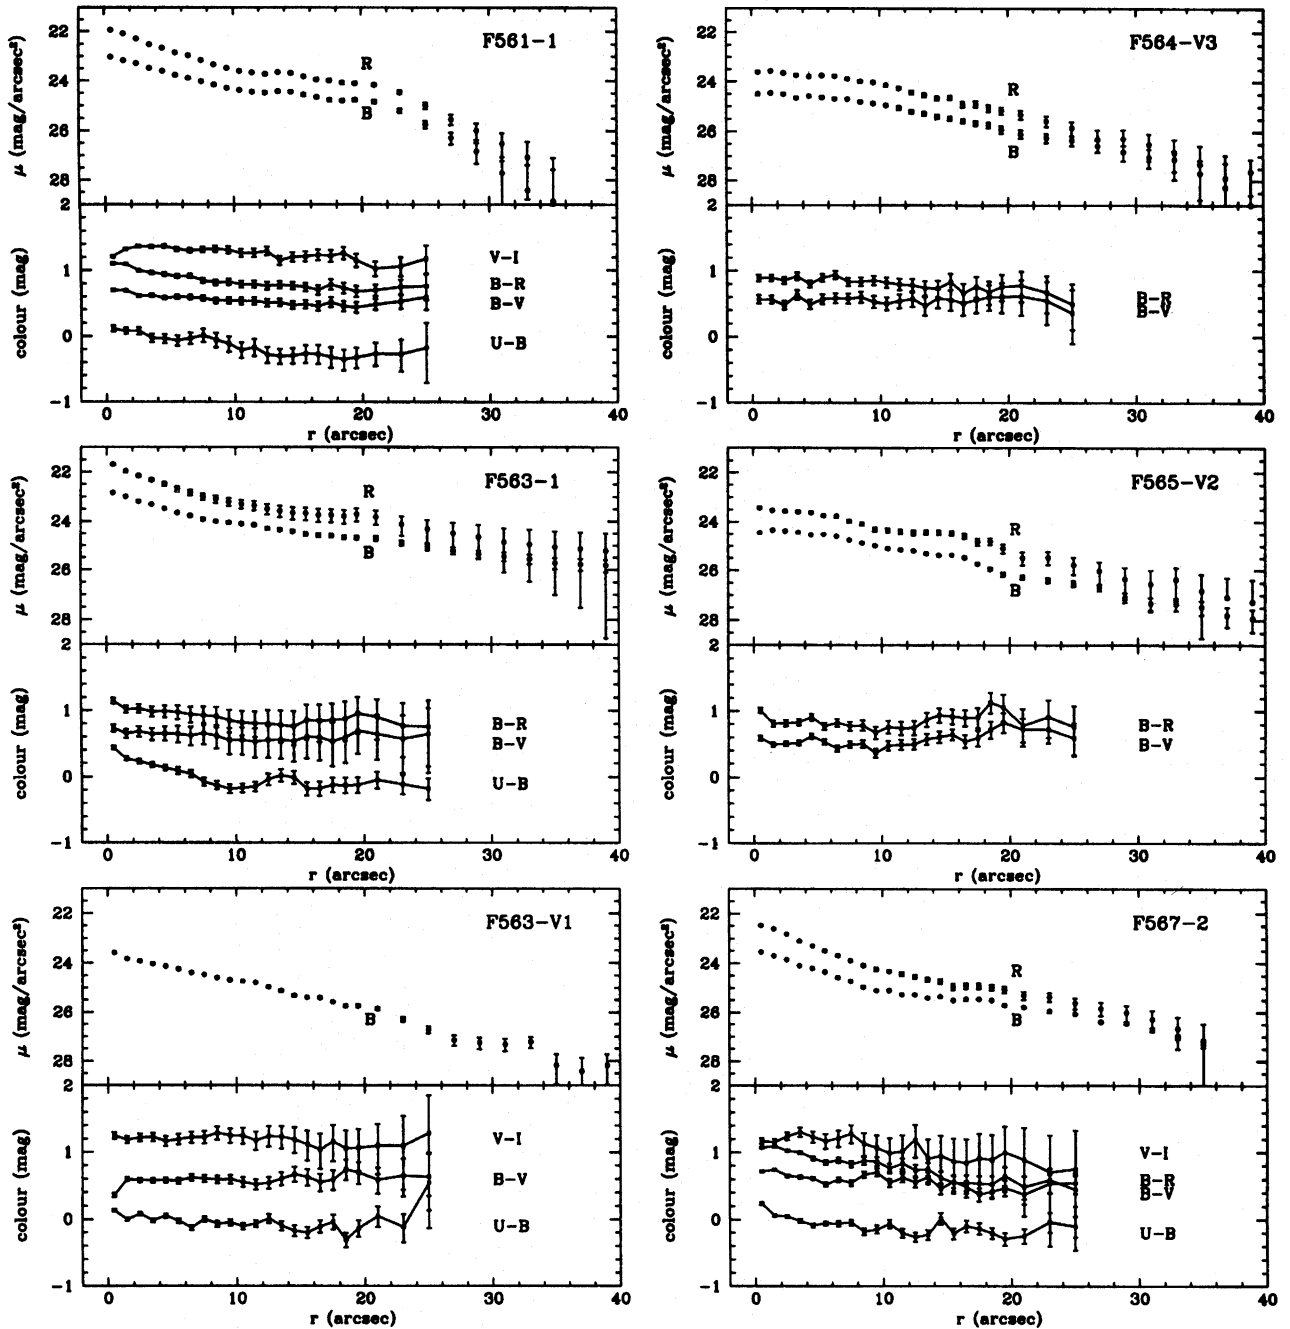 F561-1
μ (mag/arcsec²)
22
24
26
28
R
B
colour (mag)
2
1
0
-1
V-I
B-R
B-V
U-B
0 10 20 30 40
r (arcsec)
F564-V3
μ (mag/arcsec²)
22
24
26
28
R
B
colour (mag)
2
1
0
-1
B-R
B-V
0 10 20 30 40
r (arcsec)
F563-1
μ (mag/arcsec²)
22
24
26
28
R
B
colour (mag)
2
1
0
-1
B-R
B-V
U-B
0 10 20 30 40
r (arcsec)
F565-V2
μ (mag/arcsec²)
22
24
26
28
R
B
colour (mag)
2
1
0
-1
B-R
B-V
0 10 20 30 40
r (arcsec)
F563-V1
μ (mag/arcsec²)
22
24
26
28
B
colour (mag)
2
1
0
-1
V-I
B-V
U-B
0 10 20 30 40
r (arcsec)
F567-2
μ (mag/arcsec²)
22
24
26
28
R
B
colour (mag)
2
1
0
-1
V-I
B-R
B-V
U-B
0 10 20 30 40
r (arcsec)